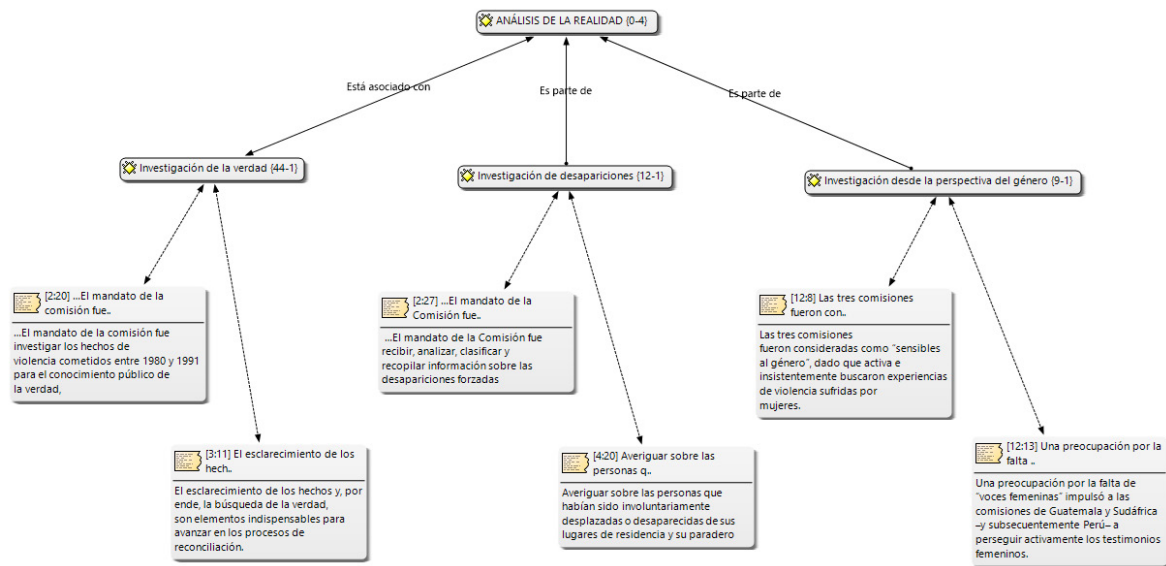 ANÁLISIS DE LA REALIDAD {0-4}
Está asociado con
Es parte de
Es parte de
Investigación de la verdad {44-1}
Investigación de desapariciones {12-1}
Investigación desde la perspectiva del género {9-1}
[2:20] ...El mandato de la
comisión fue..
...El mandato de la comisión fue
investigar los hechos de
violencia cometidos entre 1980 y 1991
para el conocimiento público de
la verdad,
[2:27] ...El mandato de la
Comisión fue..
...El mandato de la Comisión fue
recibir, analizar, clasificar y
recopilar información sobre las
desapariciones forzadas
[12:8] Las tres comisiones
fueron con..
Las tres comisiones
fueron consideradas como "sensibles
al género", dado que activa e
insistentemente buscaron experiencias
de violencia sufridas por
mujeres.
[3:11] El esclarecimiento de los
hech..
El esclarecimiento de los hechos y, por
ende, la búsqueda de la verdad,
son elementos indispensables para
avanzar en los procesos de
reconciliación.
[4:20] Averiguar sobre las
personas q..
Averiguar sobre las personas que
habían sido involuntariamente
desplazadas o desaparecidas de sus
lugares de residencia y su paradero
[12:13] Una preocupación por la
falta ..
Una preocupación por la falta de
"voces femeninas" impulsó a las
comisiones de Guatemala y Sudáfrica
–y subsecuentemente Perú– a
perseguir activamente los testimonios
femeninos.